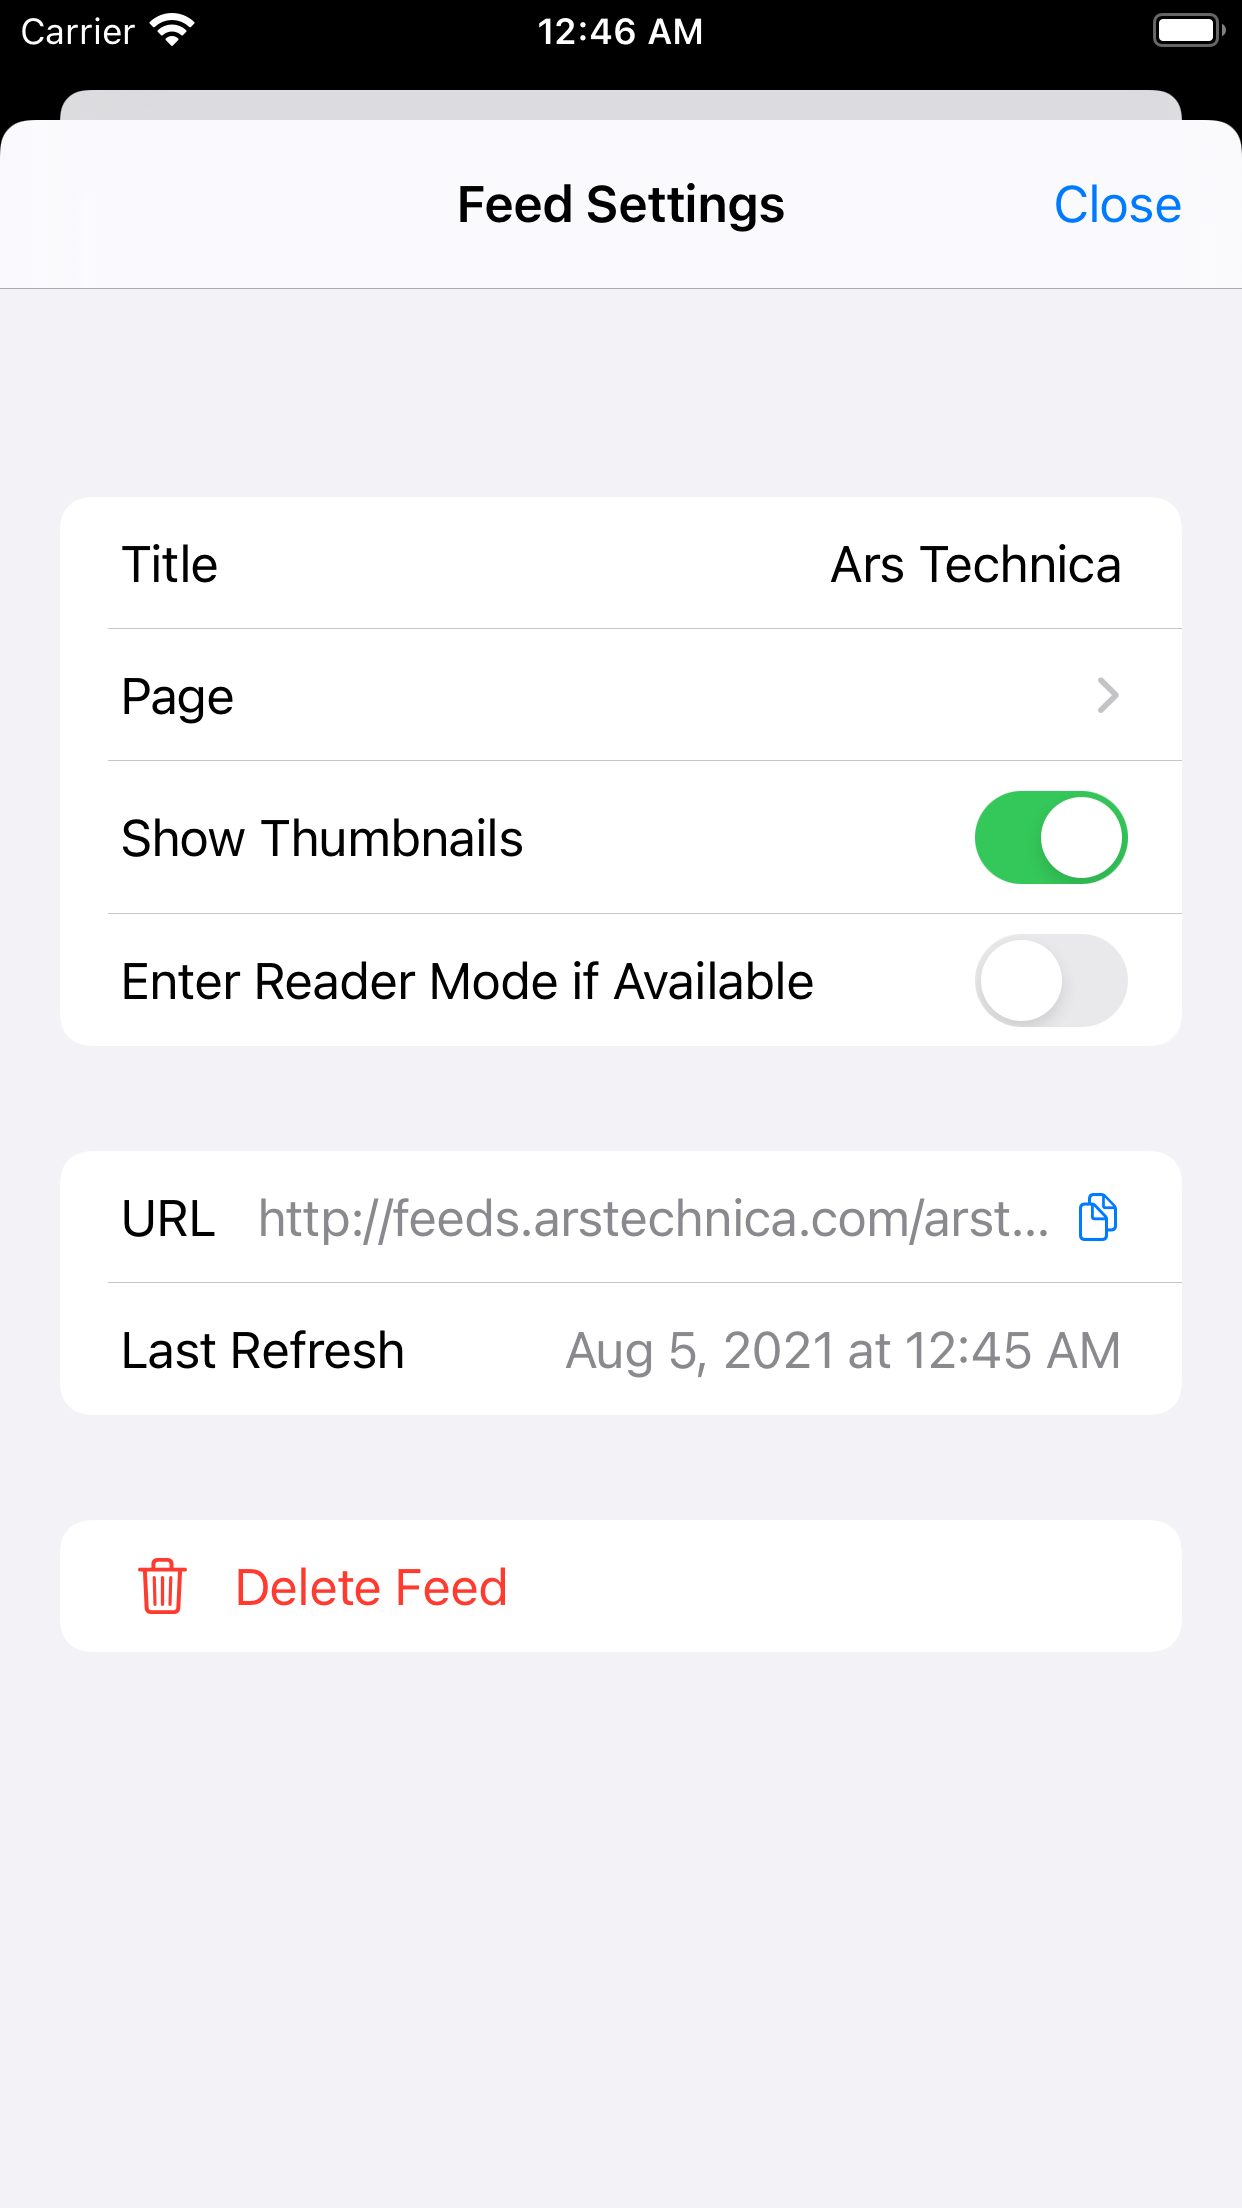 Carrier 12:46 AM
Feed Settings Close
Title Ars Technica
Page
Show Thumbnails
Enter Reader Mode if Available
URL http://feeds.arstechnica.com/arst...
Last Refresh Aug 5, 2021 at 12:45 AM
Delete Feed